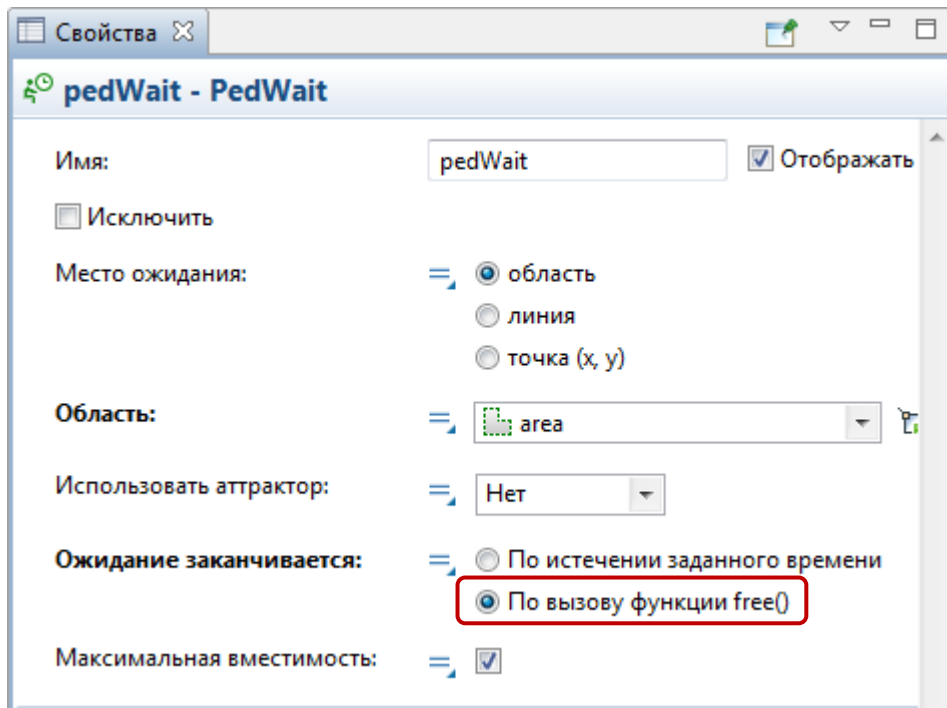 Свойства
pedWait - PedWait
Имя: pedWait Отображать
Исключить
Место ожидания: область
линия
точка (x, y)
Область: area
Использовать аттрактор: Нет
Ожидание заканчивается: По истечении заданного времени
По вызову функции free()
Максимальная вместимость: